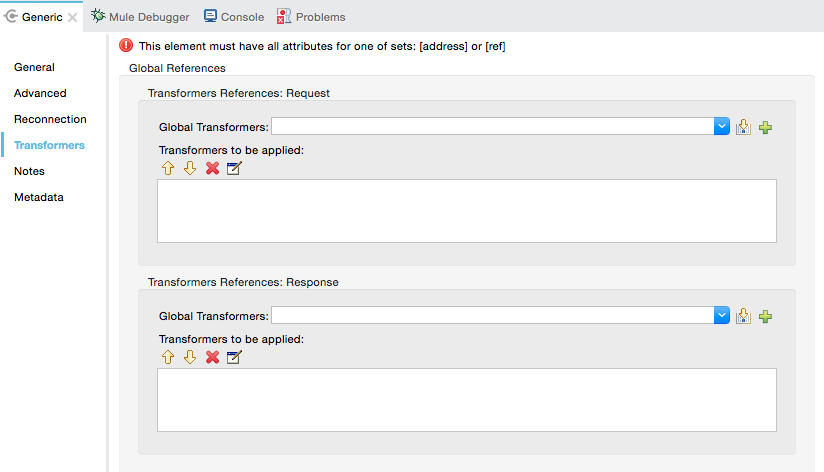 Generic Mule Debugger Console Problems
This element must have all attributes for one of sets: [address] or [ref]
General
Advanced
Reconnection
Transformers
Notes
Metadata
Global References
Transformers References: Request
Global Transformers:
Transformers to be applied:
Transformers References: Response
Global Transformers:
Transformers to be applied: